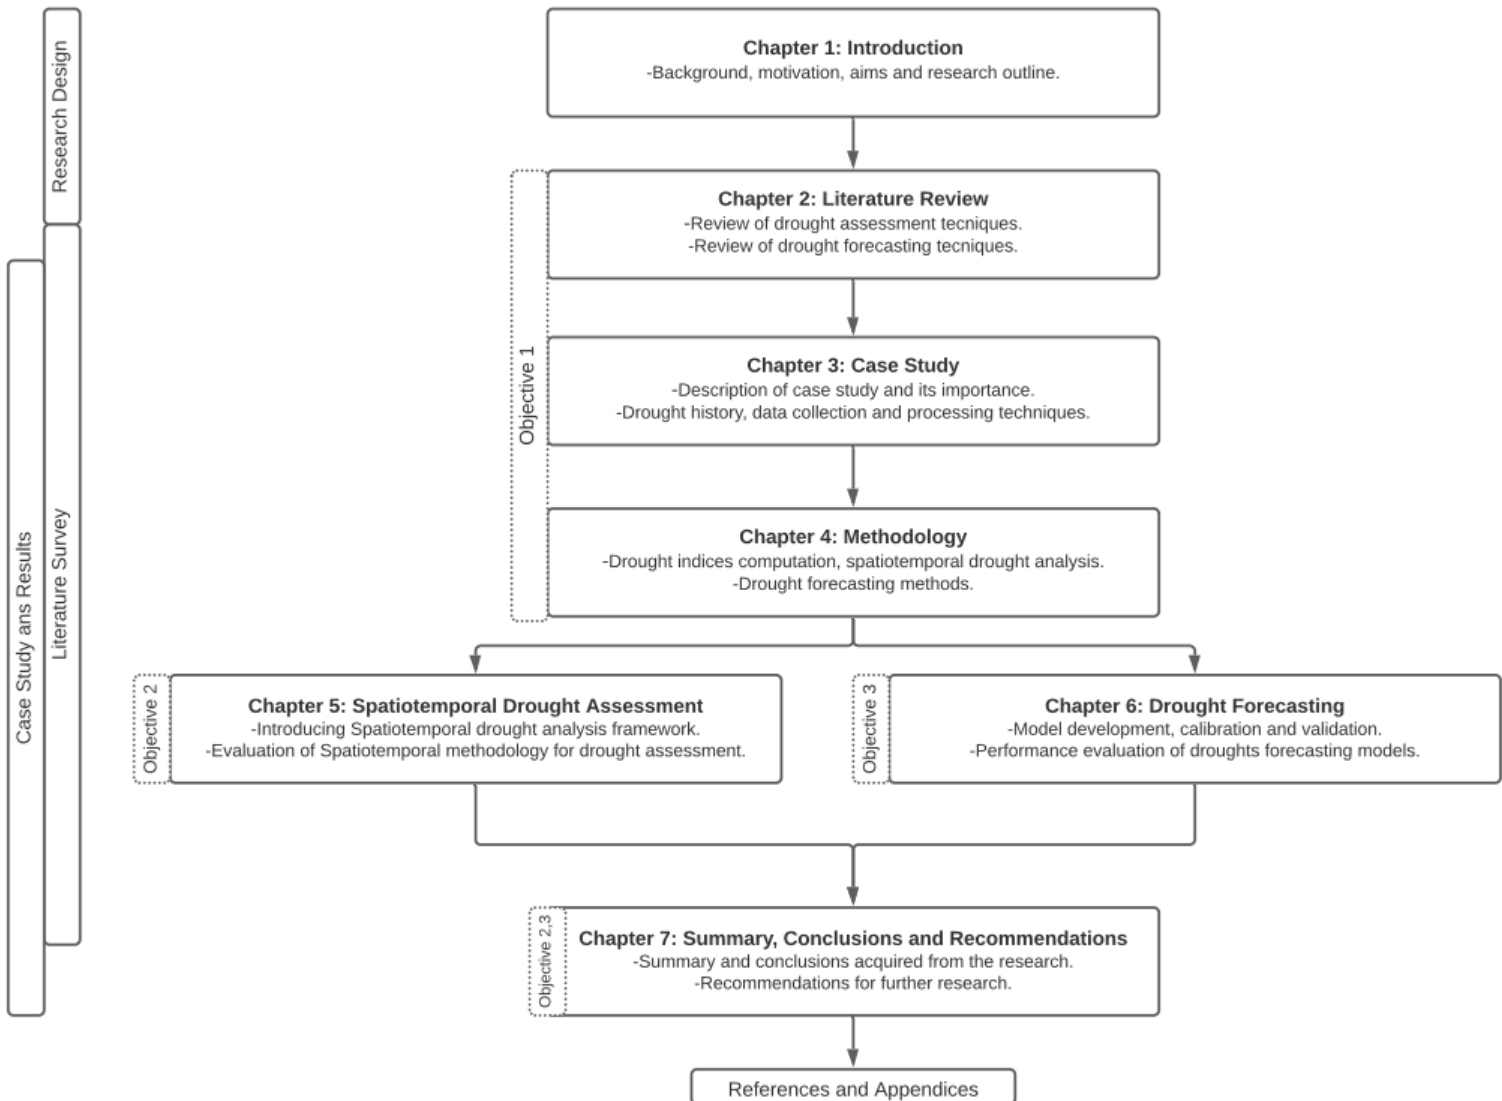 Research Design
Chapter 1: Introduction
-Background, motivation, aims and research outline.
Case Study ans Results
Literature Survey
Objective 1
Chapter 2: Literature Review
-Review of drought assessment tecniques.
-Review of drought forecasting tecniques.
Chapter 3: Case Study
-Description of case study and its importance.
-Drought history, data collection and processing techniques.
Chapter 4: Methodology
-Drought indices computation, spatiotemporal drought analysis.
-Drought forecasting methods.
Objective 2
Chapter 5: Spatiotemporal Drought Assessment
-Introducing Spatiotemporal drought analysis framework.
-Evaluation of Spatiotemporal methodology for drought assessment.
Objective 3
Chapter 6: Drought Forecasting
-Model development, calibration and validation.
-Performance evaluation of droughts forecasting models.
Objective 2,3
Chapter 7: Summary, Conclusions and Recommendations
-Summary and conclusions acquired from the research.
-Recommendations for further research.
References and Appendices